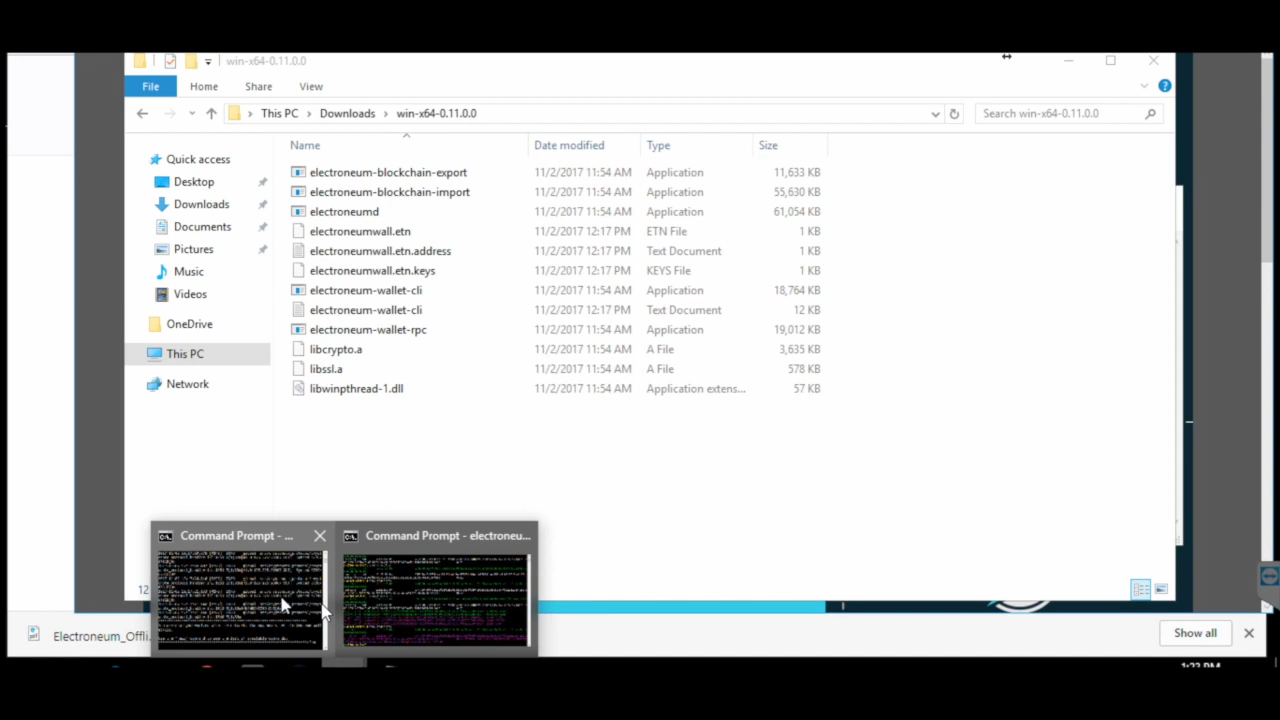 win-x64-0.11.0.0
File Home Share View
This PC Downloads win-x64-0.11.0.0 Search win-x64-0.11.0.0
Name Date modified Type Size
Quick access
Desktop
Downloads
Documents
Pictures
Music
Videos
OneDrive
This PC
Network
electroneum-blockchain-export 11/2/2017 11:54 AM Application 11,633 KB
electroneum-blockchain-import 11/2/2017 11:54 AM Application 55,630 KB
electroneumd 11/2/2017 11:54 AM Application 61,054 KB
electroneumwall.etn 11/2/2017 12:17 PM ETN File 1 KB
electroneumwall.etn.address 11/2/2017 12:17 PM Text Document 1 KB
electroneumwall.etn.keys 11/2/2017 12:17 PM KEYS File 1 KB
electroneum-wallet-cli 11/2/2017 11:54 AM Application 18,764 KB
electroneum-wallet-cli 11/2/2017 12:17 PM Text Document 12 KB
electroneum-wallet-rpc 11/2/2017 11:54 AM Application 19,012 KB
libcrypto.a 11/2/2017 11:54 AM A File 3,635 KB
libssl.a 11/2/2017 11:54 AM A File 578 KB
libwinpthread-1.dll 11/2/2017 11:54 AM Application extens... 57 KB
Command Prompt - ... Command Prompt - electroneu...
12
Electroneum_Offi... Show all
1:22 PM